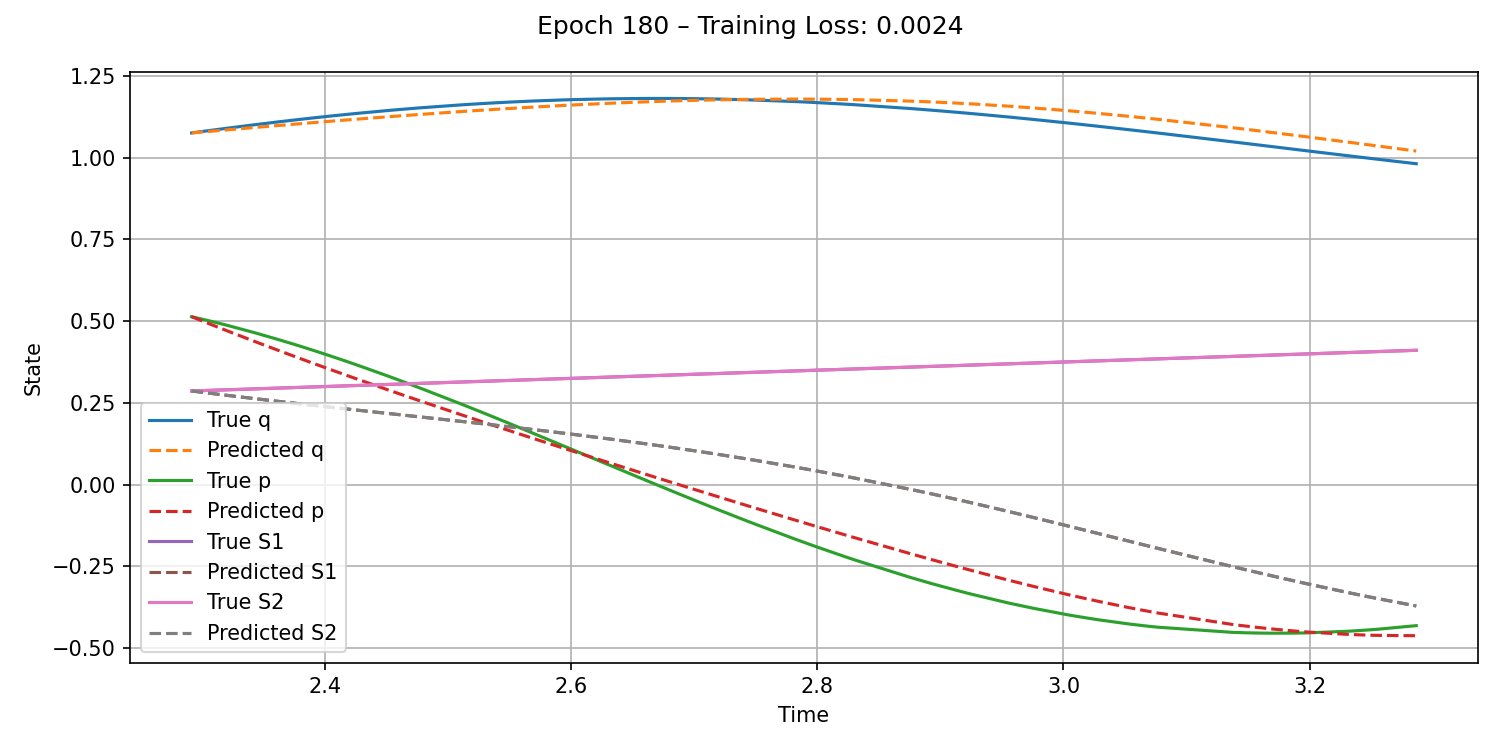 Epoch 180 – Training Loss: 0.0024
1.25
1.00
0.75
0.50
0.25
0.00
−0.25
−0.50
State
True q
Predicted q
True p
Predicted p
True S1
Predicted S1
True S2
Predicted S2
2.4 2.6 2.8 3.0 3.2
Time